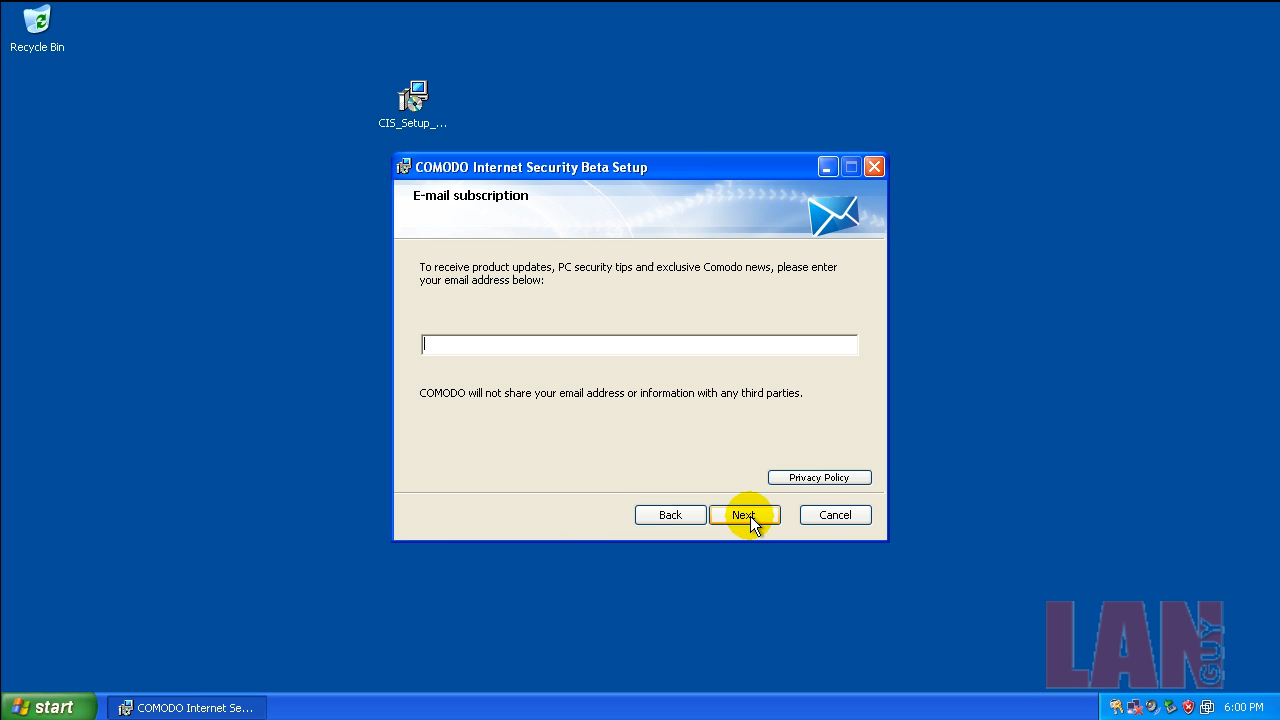 Recycle Bin
CIS_Setup_...
COMODO Internet Security Beta Setup
E-mail subscription
To receive product updates, PC security tips and exclusive Comodo news, please enter
your email address below:
COMODO will not share your email address or information with any third parties.
Privacy Policy
Back
Next
Cancel
LAN
GUY
start
COMODO Internet Se...
6:00 PM